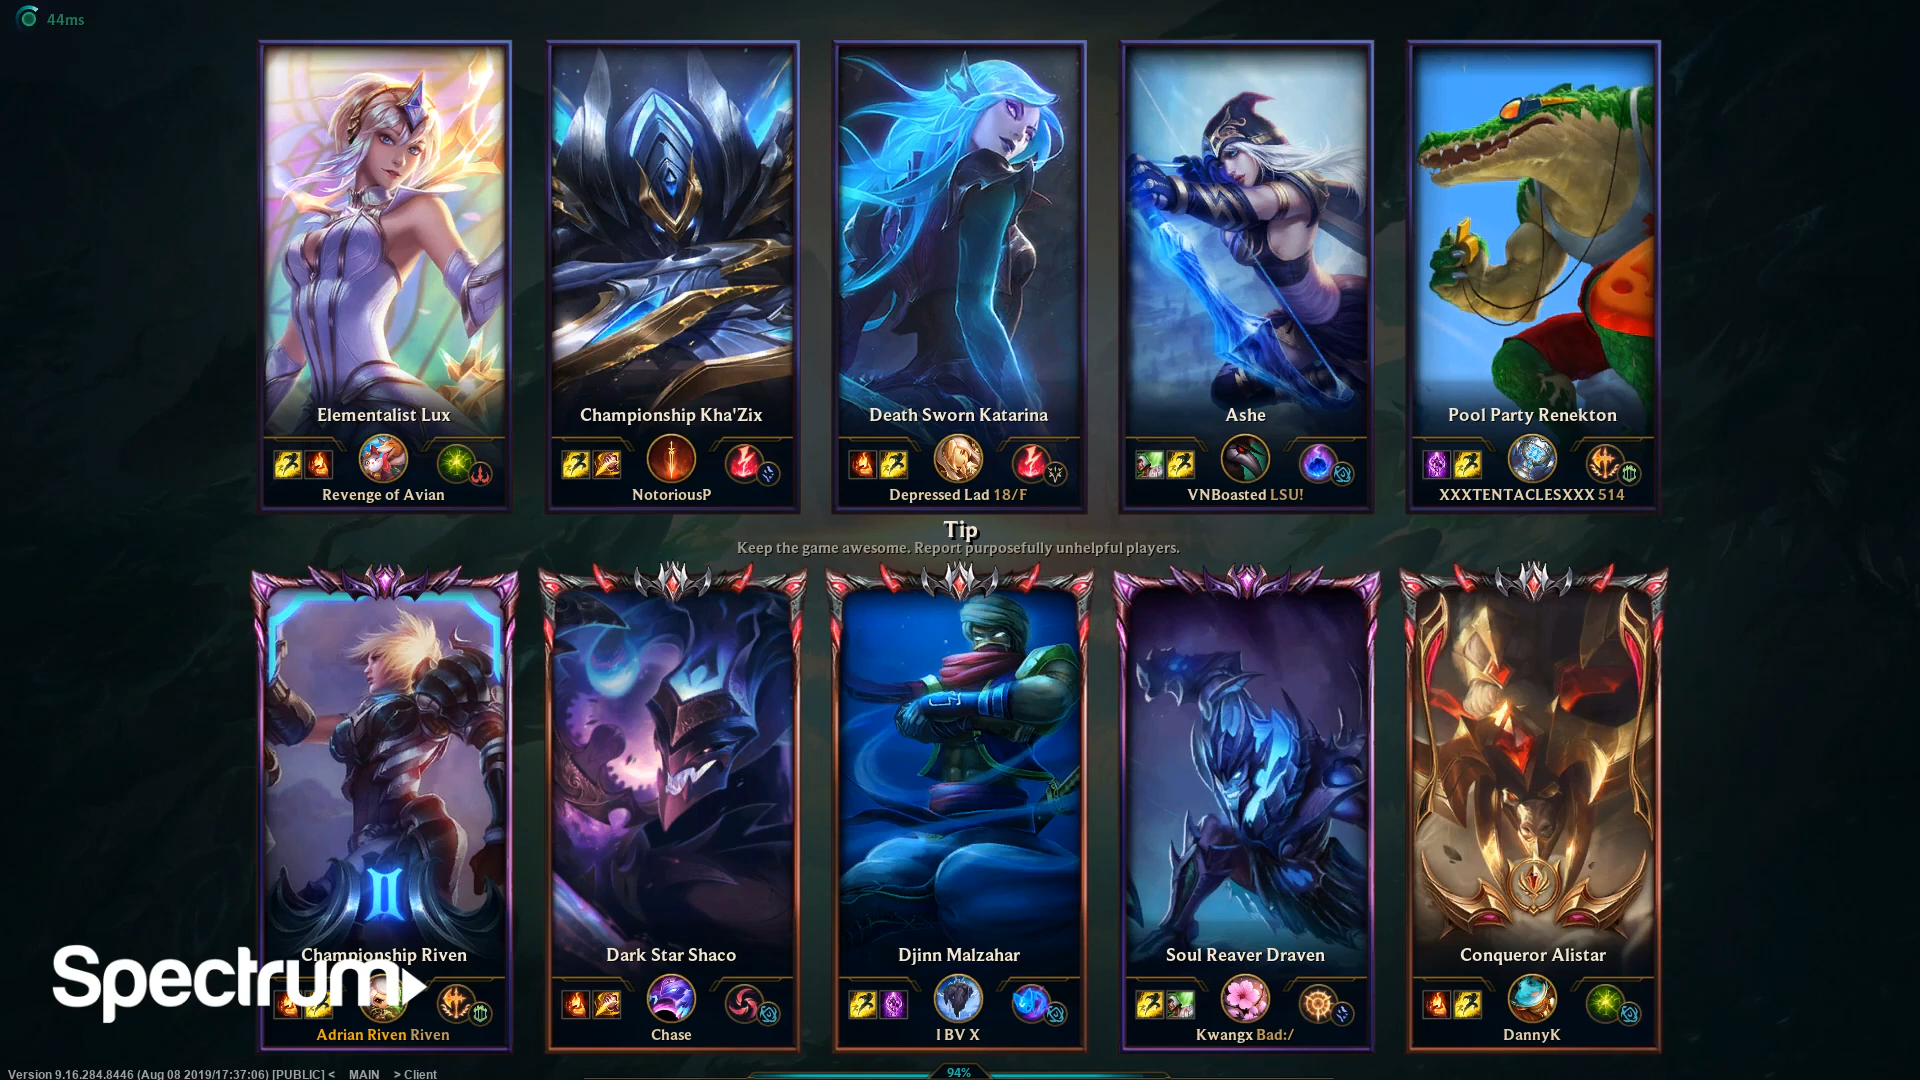 44ms
Elementalist Lux
Revenge of Avian
Championship Kha'Zix
NotoriousP
Death Sworn Katarina
Depressed Lad 18/F
Ashe
VNBoasted LSU!
Pool Party Renekton
XXXTENTACLESXXX 514
Tip
Keep the game awesome. Report purposefully unhelpful players.
Championship Riven
Adrian Riven Riven
Dark Star Shaco
Chase
Djinn Malzahar
I BV X
Soul Reaver Draven
Kwangx Bad:/
Conqueror Alistar
DannyK
Spectrum
Version 9.16.284.8446 (Aug 08 2019/17:37:06) [PUBLIC] < MAIN > Client
94%